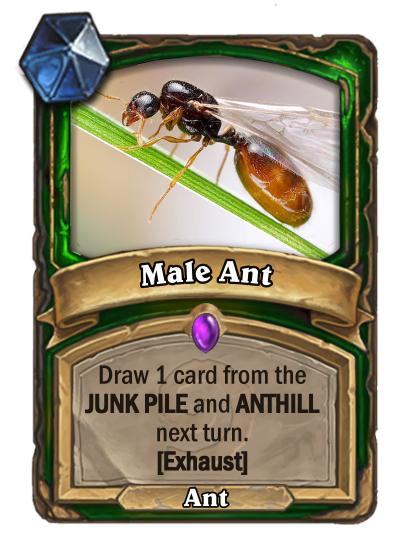 Male Ant
Draw 1 card from the
JUNK PILE and ANTHILL
next turn.
[Exhaust]
Ant